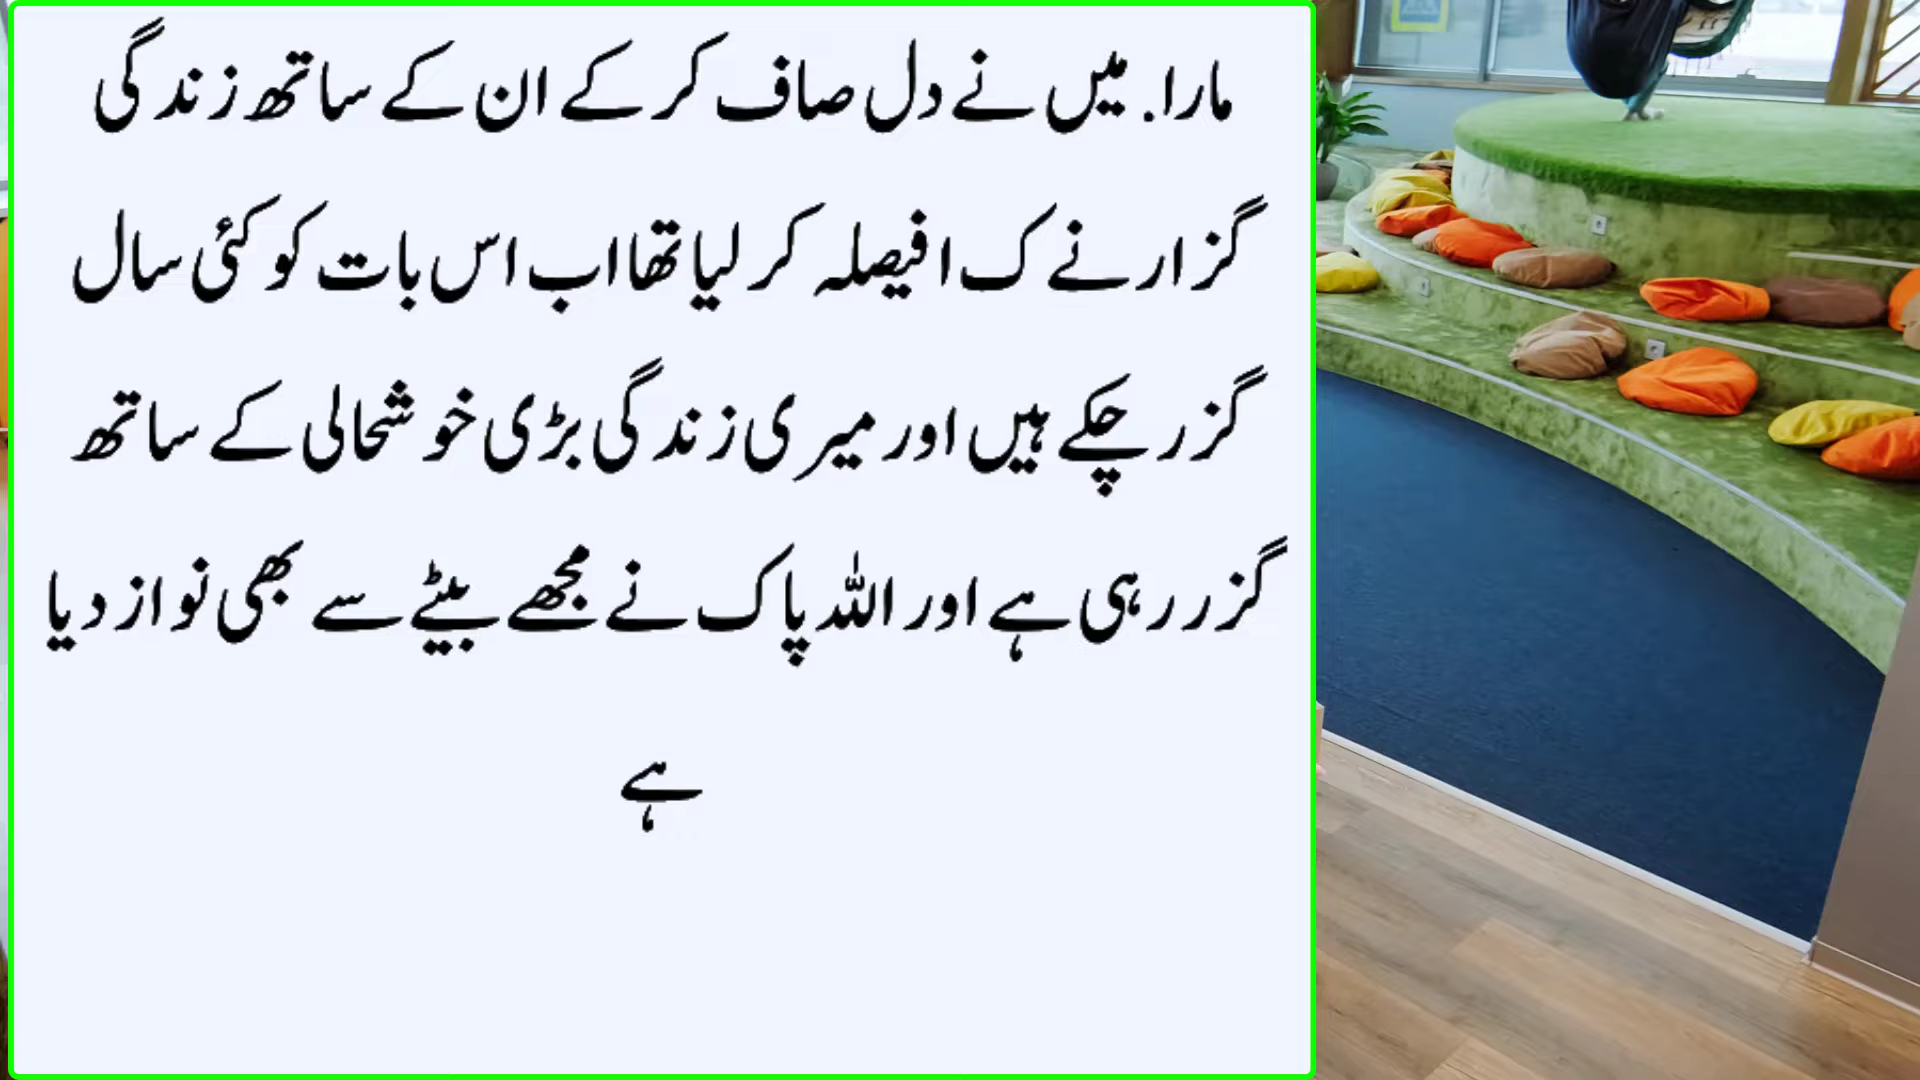 مارا. میں نے دل صاف کر کے ان کے ساتھ زندگی
گزارنے ک افیصلہ کر لیا تھا اب اس بات کو کئی سال
گزر چکے ہیں اور میری زندگی بڑی خوشحالی کے ساتھ
گزر رہی ہے اور اللہ پاک نے مجھے بیٹے سے بھی نواز دیا
ہے